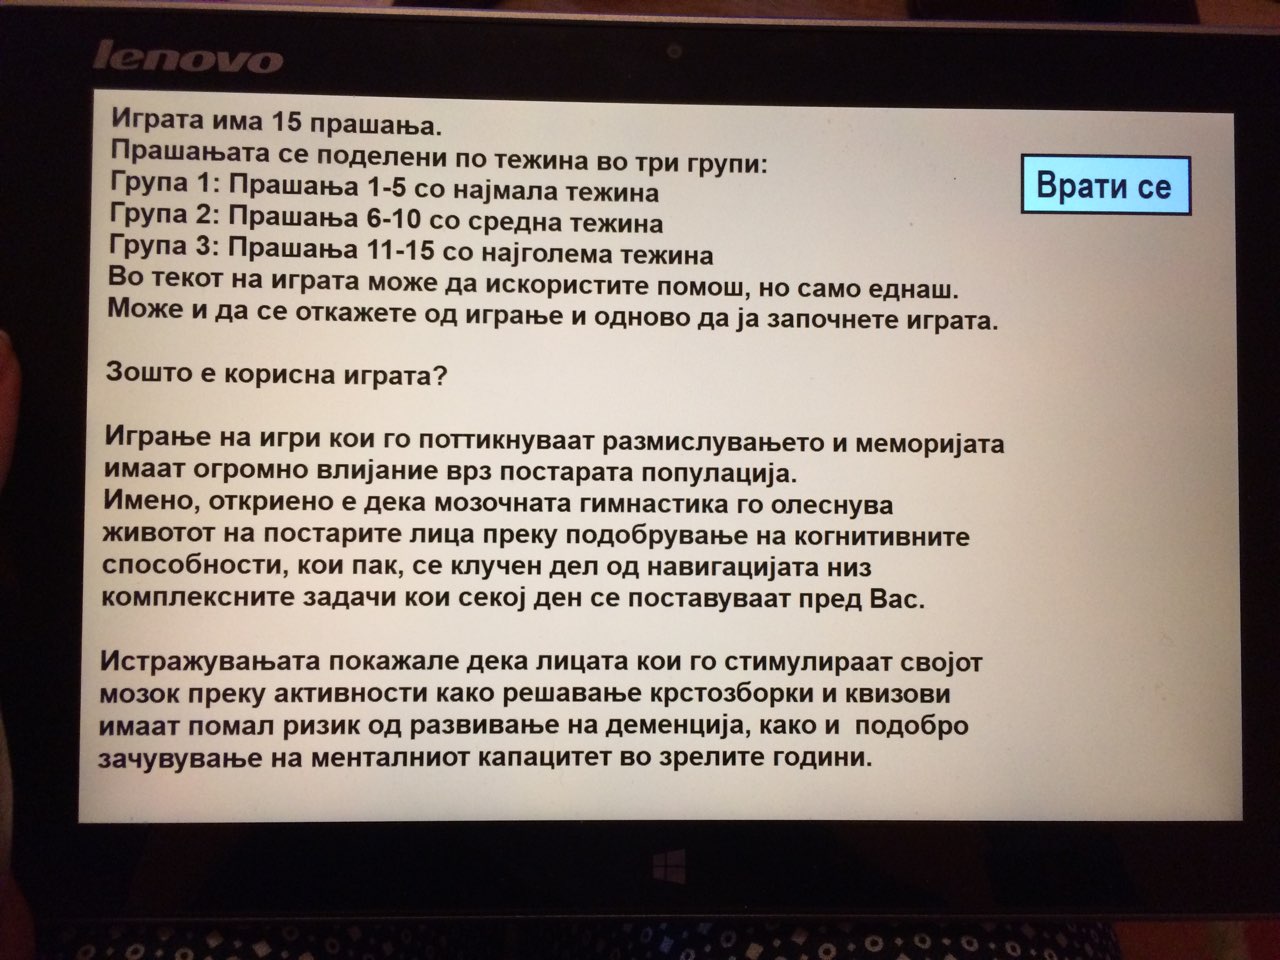 lenovo
Играта има 15 прашања.
Прашањата се поделени по тежина во три групи:
Група 1: Прашања 1-5 со најмала тежина
Група 2: Прашања 6-10 со средна тежина
Група 3: Прашања 11-15 со најголема тежина
Во текот на играта може да искористите помош, но само еднаш.
Може и да се откажете од играње и одново да ја започнете играта.
Врати се
Зошто е корисна играта?
Играње на игри кои го поттикнуваат размислувањето и меморијата
имаат огромно влијание врз постарата популација.
Имено, откриено е дека мозочната гимнастика го олеснува
животот на постарите лица преку подобрување на когнитивните
способности, кои пак, се клучен дел од навигацијата низ
комплексните задачи кои секој ден се поставуваат пред Вас.
Истражувањата покажале дека лицата кои го стимулираат својот
мозок преку активности како решавање крстозборки и квизови
имаат помал ризик од развивање на деменција, како и  подобро
зачувување на менталниот капацитет во зрелите години.